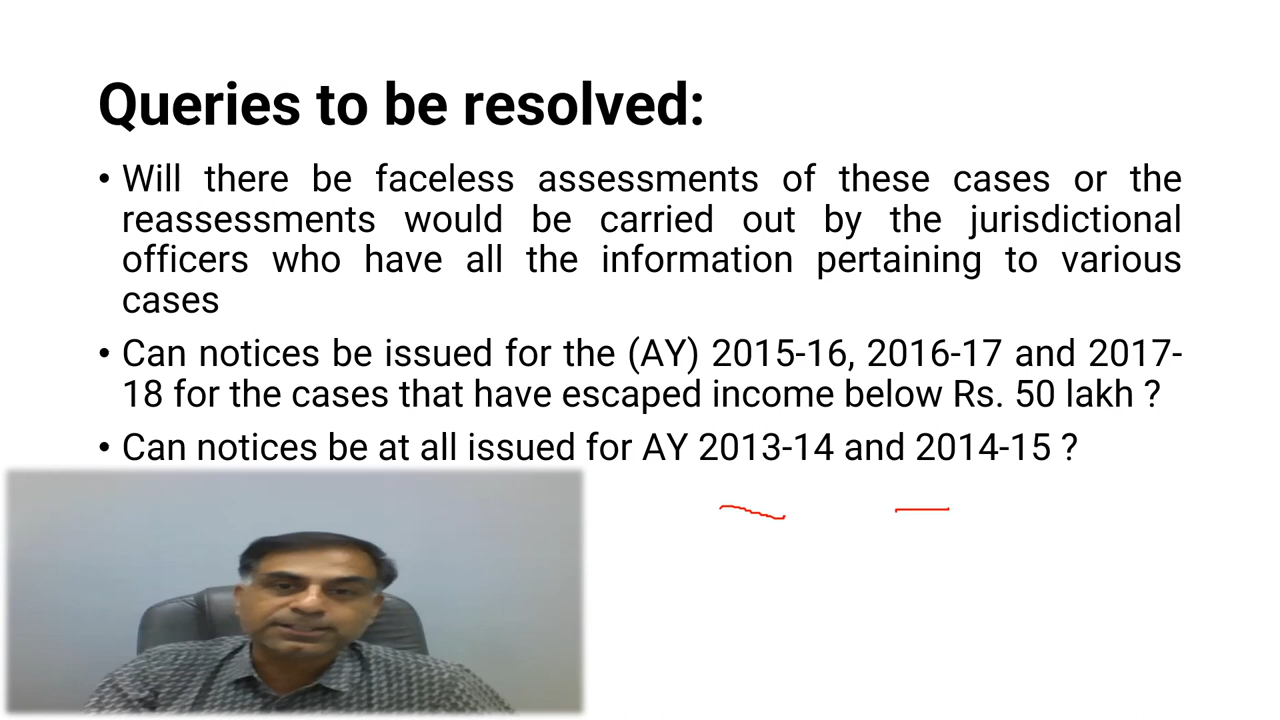 Queries to be resolved:
• Will there be faceless assessments of these cases or the
reassessments would be carried out by the jurisdictional
officers who have all the information pertaining to various
cases
• Can notices be issued for the (AY) 2015-16, 2016-17 and 2017-
18 for the cases that have escaped income below Rs. 50 lakh ?
• Can notices be at all issued for AY 2013-14 and 2014-15 ?